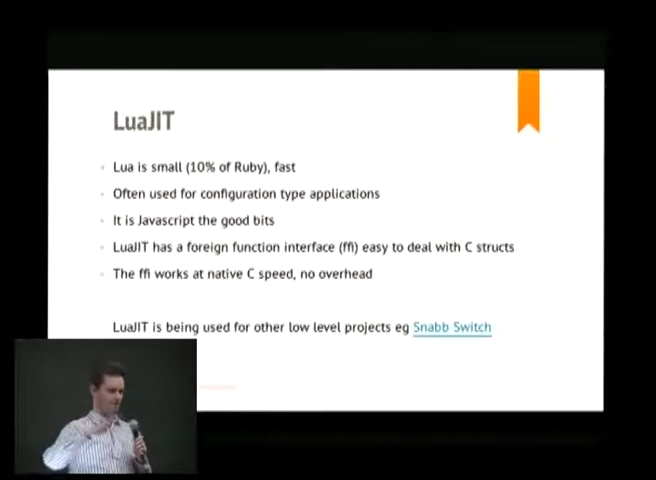 LuaJIT
Lua is small (10% of Ruby), fast
Often used for configuration type applications
It is Javascript the good bits
LuaJIT has a foreign function interface (ffi) easy to deal with C structs
The ffi works at native C speed, no overhead
LuaJIT is being used for other low level projects eg Snabb Switch